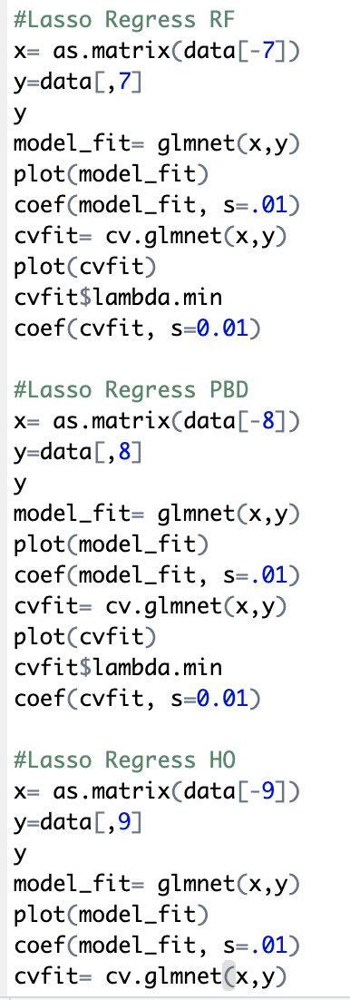 #Lasso Regress RF
x= as.matrix(data[-7])
y=data[,7]
y
model_fit= glmnet(x,y)
plot(model_fit)
coef(model_fit, s=.01)
cvfit= cv.glmnet(x,y)
plot(cvfit)
cvfit$lambda.min
coef(cvfit, s=0.01)

#Lasso Regress PBD
x= as.matrix(data[-8])
y=data[,8]
y
model_fit= glmnet(x,y)
plot(model_fit)
coef(model_fit, s=.01)
cvfit= cv.glmnet(x,y)
plot(cvfit)
cvfit$lambda.min
coef(cvfit, s=0.01)

#Lasso Regress HO
x= as.matrix(data[-9])
y=data[,9]
y
model_fit= glmnet(x,y)
plot(model_fit)
coef(model_fit, s=.01)
cvfit= cv.glmnet(x,y)